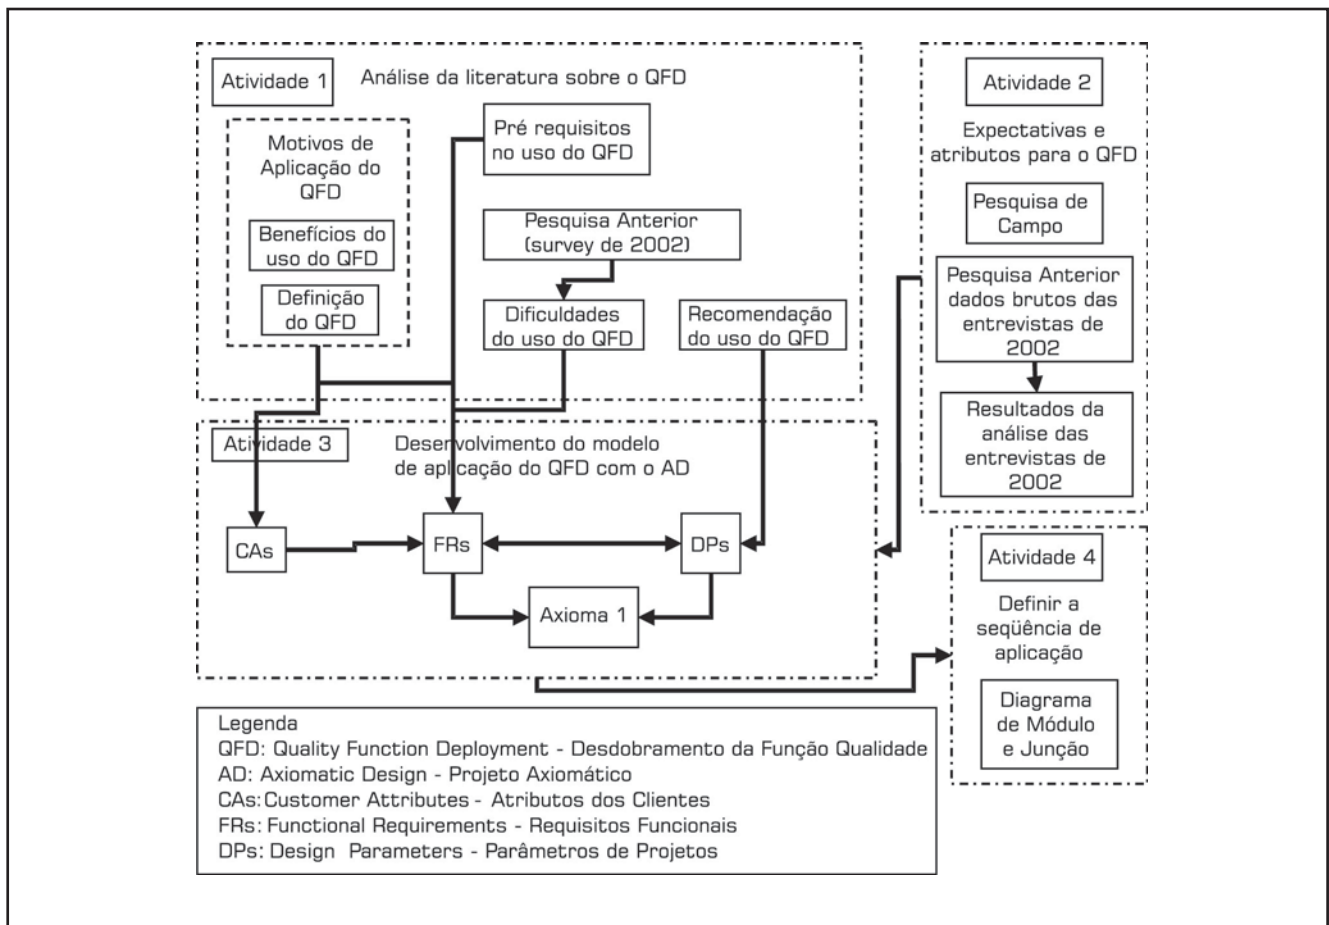 Atividade 1
Análise da literatura sobre o QFD
Motivos de
Aplicação do
QFD
Benefícios do
uso do QFD
Definição
do QFD
Pré requisitos
no uso do QFD
Pesquisa Anterior
(survey de 2002)
Dificuldades
do uso do QFD
Recomendação
do uso do QFD
Atividade 2
Expectativas e
atributos para o QFD
Pesquisa de
Campo
Pesquisa Anterior
dados brutos das
entrevistas de
2002
Resultados da
análise das
entrevistas de
2002
Atividade 3
Desenvolvimento do modelo
de aplicação do QFD com o AD
CAs
FRs
DPs
Axioma 1
Atividade 4
Definir a
seqüência de
aplicação
Diagrama
de Módulo
e Junção
Legenda
QFD: Quality Function Deployment - Desdobramento da Função Qualidade
AD: Axiomatic Design - Projeto Axiomático
CAs: Customer Attributes - Atributos dos Clientes
FRs: Functional Requirements - Requisitos Funcionais
DPs: Design Parameters - Parâmetros de Projetos